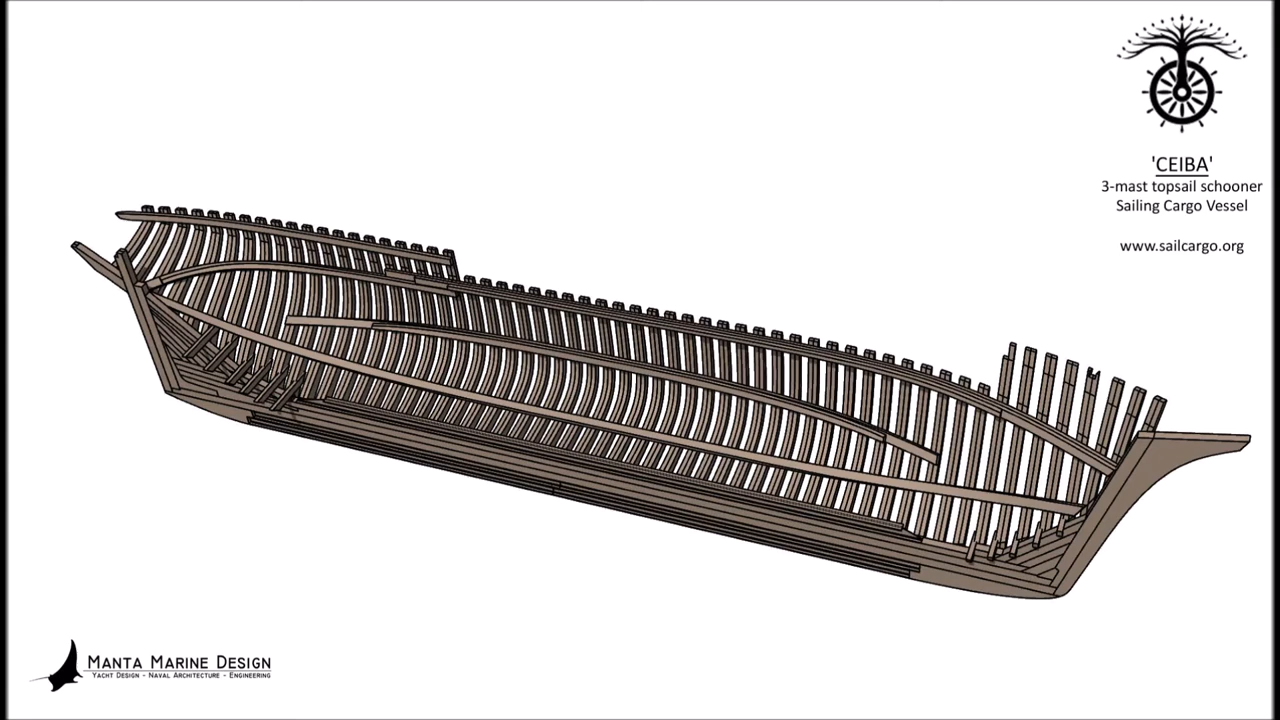 'CEIBA'
3-mast topsail schooner
Sailing Cargo Vessel
www.sailcargo.org
MANTA MARINE DESIGN
YACHT DESIGN - NAVAL ARCHITECTURE - ENGINEERING